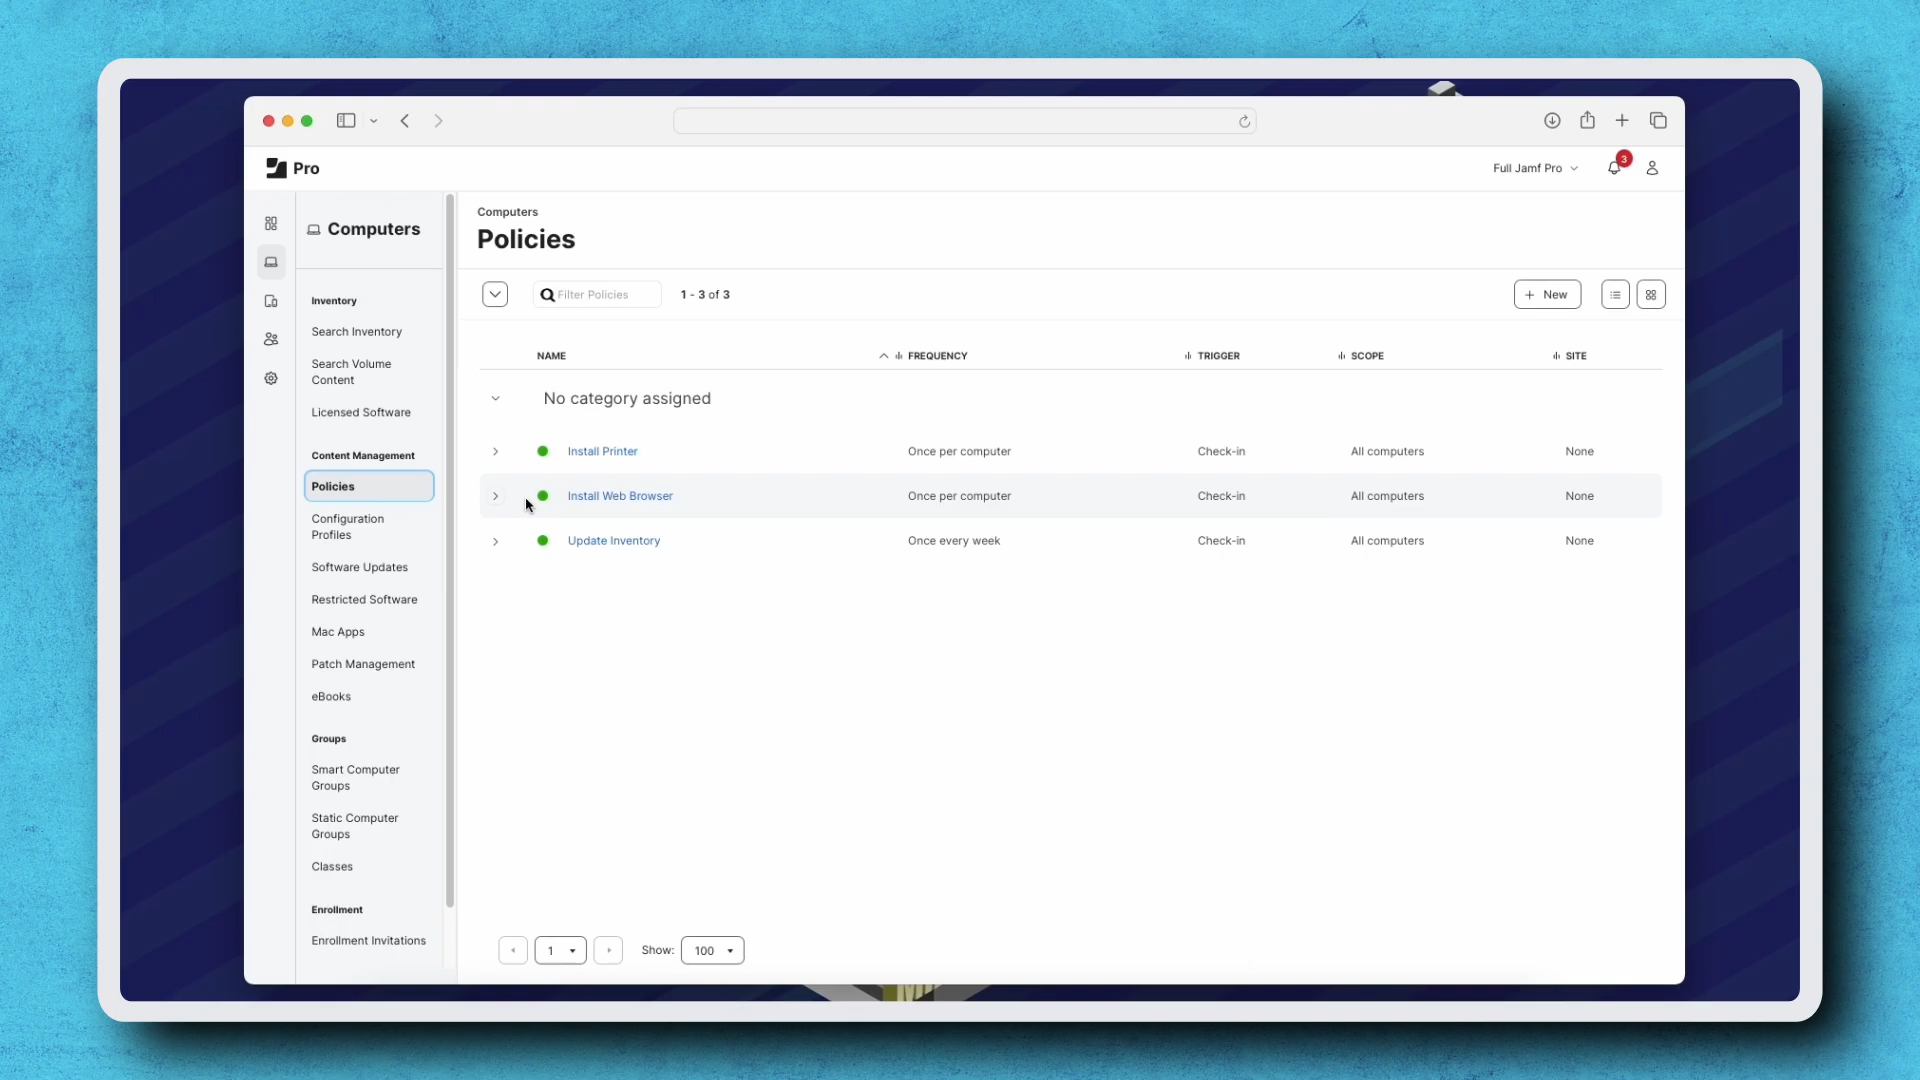 Pro
Full Jamf Pro
3
Computers
Inventory
Search Inventory
Search Volume
Content
Licensed Software
Content Management
Policies
Configuration
Profiles
Software Updates
Restricted Software
Mac Apps
Patch Management
eBooks
Groups
Smart Computer
Groups
Static Computer
Groups
Classes
Enrollment
Enrollment Invitations
Computers
Policies
Filter Policies
1 - 3 of 3
New
NAME FREQUENCY TRIGGER SCOPE SITE
No category assigned
Install Printer Once per computer Check-in All computers None
Install Web Browser Once per computer Check-in All computers None
Update Inventory Once every week Check-in All computers None
1 Show: 100